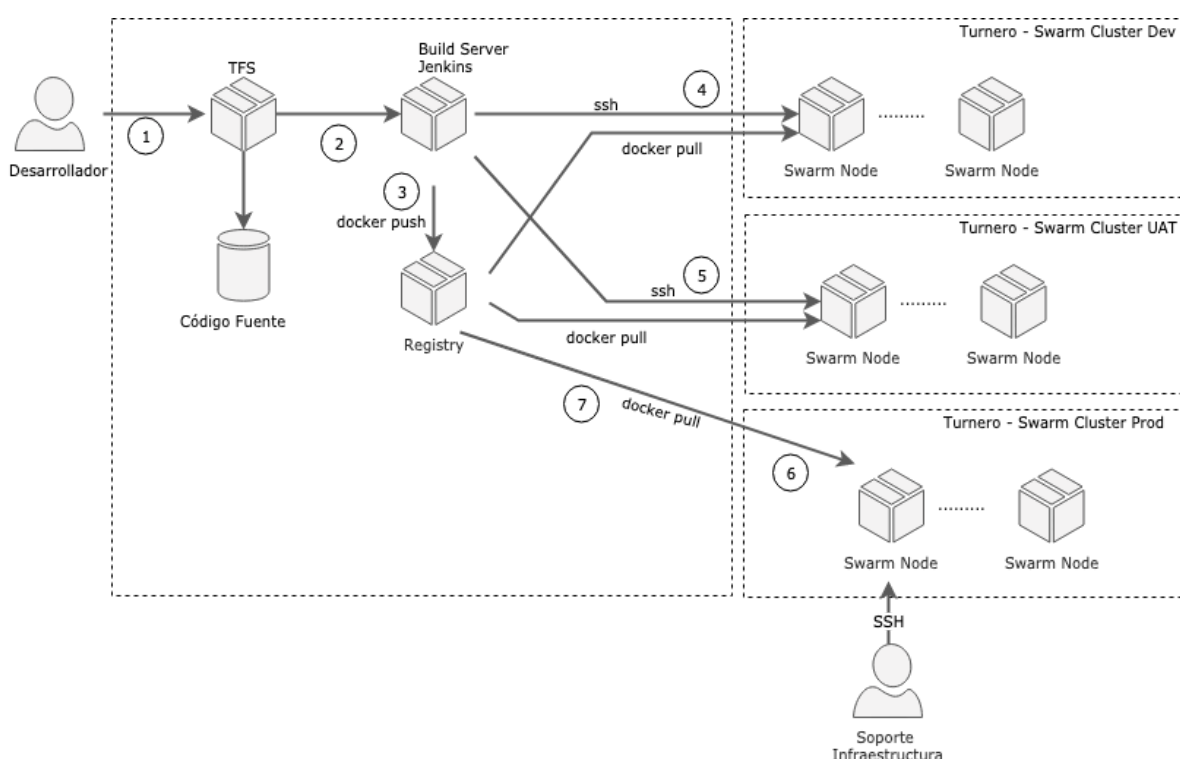 Turnero - Swarm Cluster Dev
Build Server
Jenkins
TFS
4
ssh
1
2
docker pull
Desarrollador
Swarm Node
Swarm Node
3
docker push
Turnero - Swarm Cluster UAT
5
ssh
Código Fuente
Registry
docker pull
Swarm Node
Swarm Node
7
docker pull
Turnero - Swarm Cluster Prod
6
Swarm Node
Swarm Node
SSH
Soporte
Infraestructura